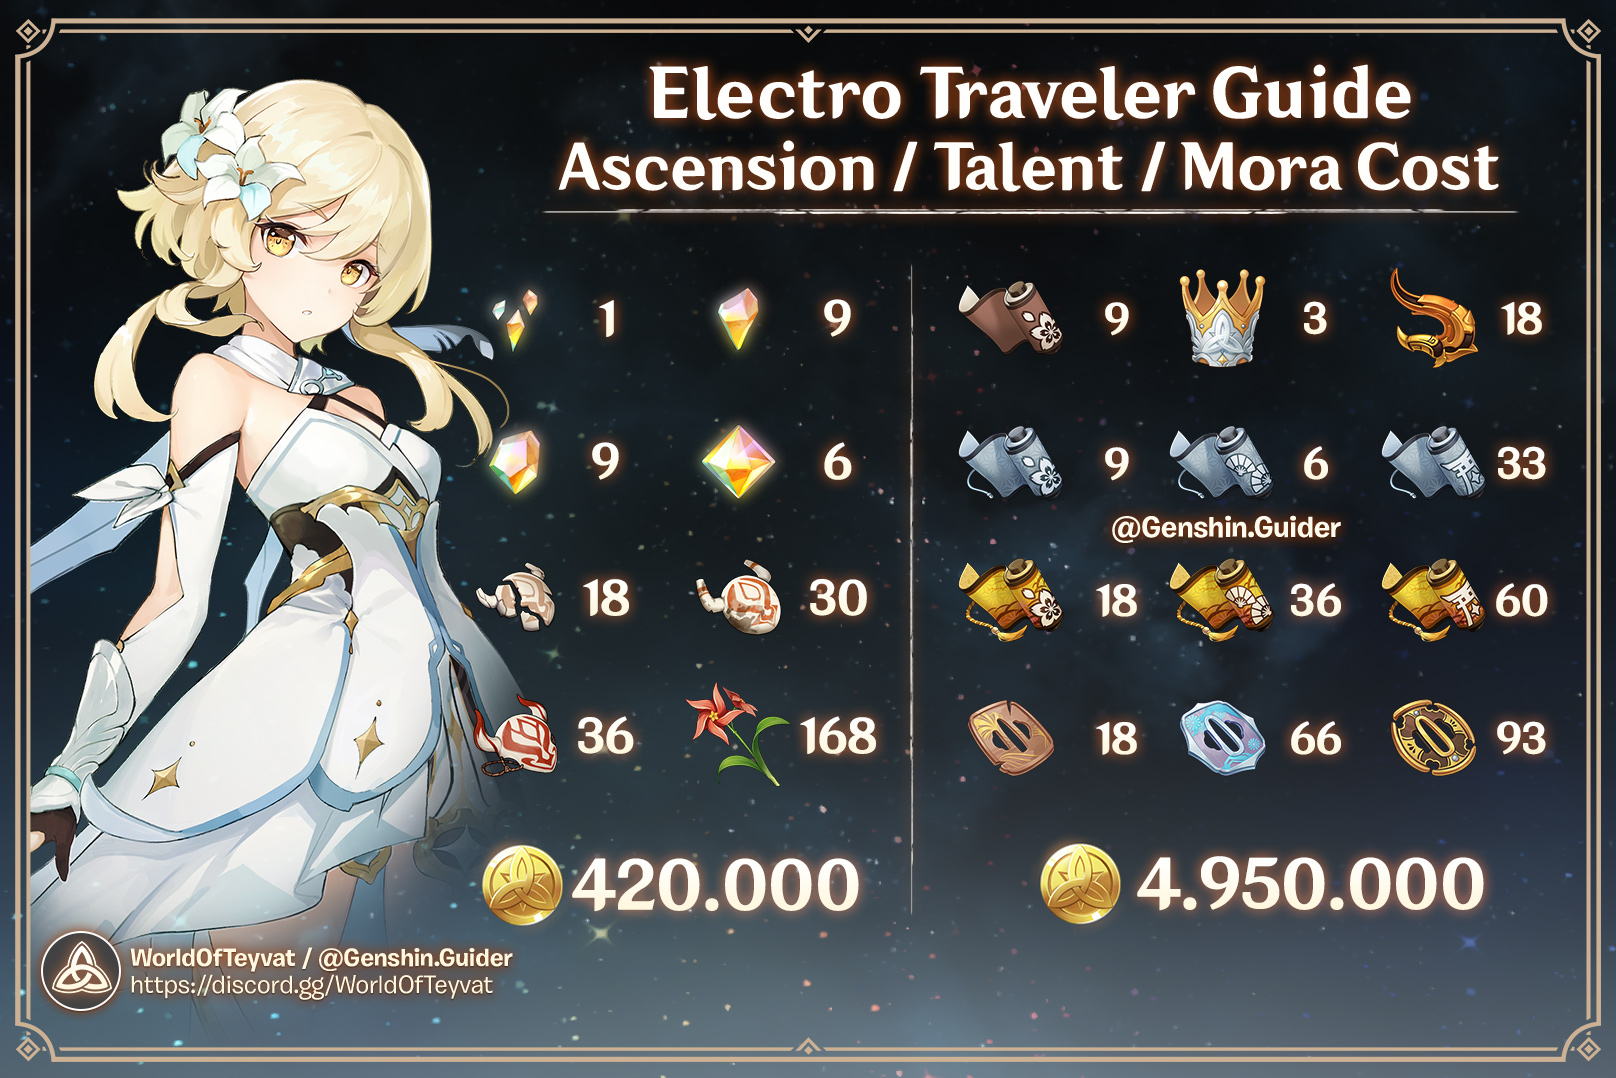 Electro Traveler Guide
Ascension / Talent / Mora Cost
1 9
9 6
18 30
36 168
420.000
9 3 18
9 6 33
@Genshin.Guider
18 36 60
18 66 93
4.950.000
WorldOfTeyvat / @Genshin.Guider
https://discord.gg/WorldOfTeyvat